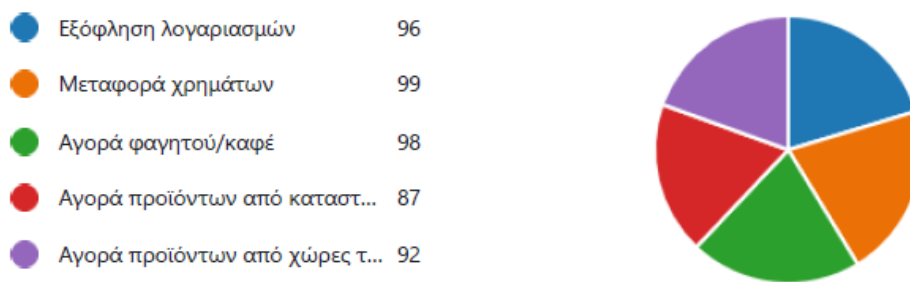 Εξόφληση λογαριασμών 96
Μεταφορά χρημάτων 99
Αγορά φαγητού/καφέ 98
Αγορά προϊόντων από καταστ... 87
Αγορά προϊόντων από χώρες τ... 92